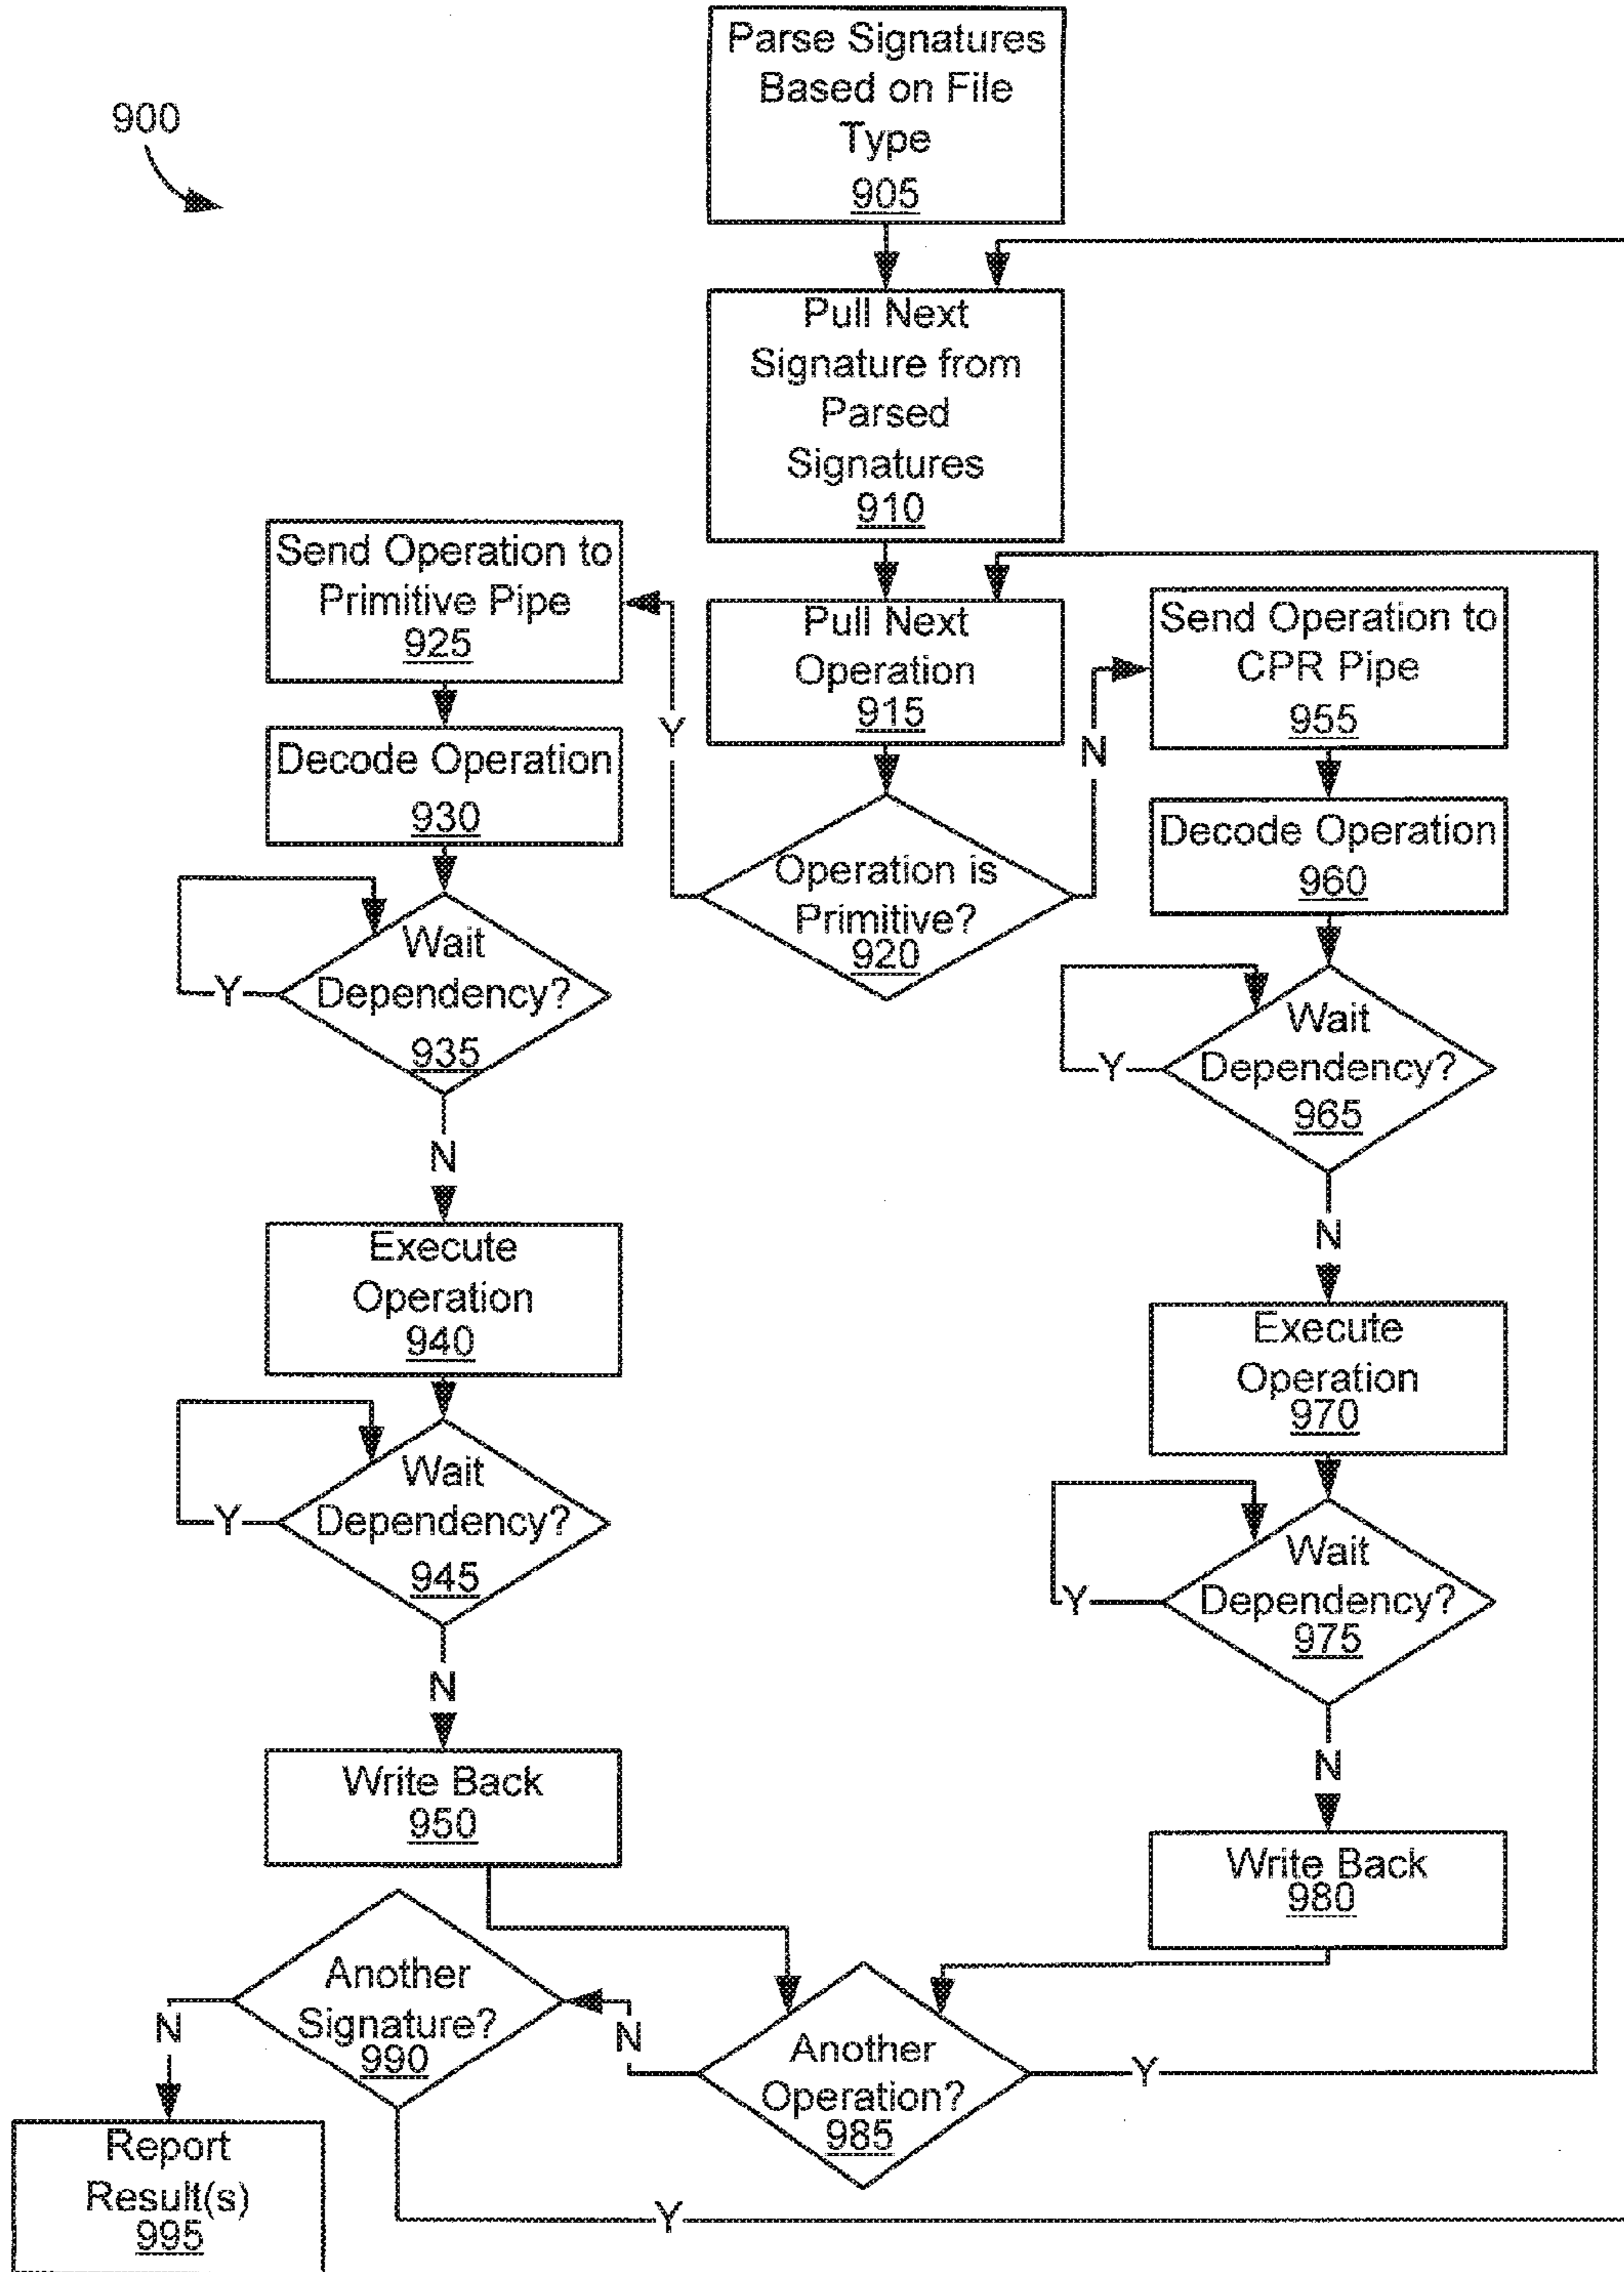 900
Parse Signatures
Based on File
Type
905
Pull Next
Signature from
Parsed
Signatures
910
Send Operation to
Primitive Pipe
925
Pull Next
Operation
915
Send Operation to
CPR Pipe
955
Y
N
Decode Operation
930
Operation is
Primitive?
920
Decode Operation
960
Wait
Dependency?
935
Y
N
Wait
Dependency?
965
Y
N
Execute
Operation
940
Execute
Operation
970
Wait
Dependency?
945
Y
N
Wait
Dependency?
975
Y
N
Write Back
950
Write Back
980
Another
Signature?
990
N
N
Another
Operation?
985
Y
Report
Result(s)
995
Y